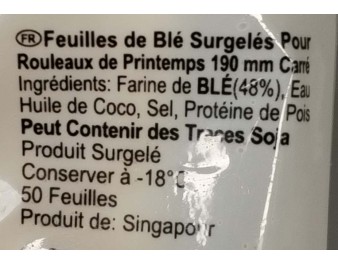 FR Feuilles de Blé Surgelés Pour
Rouleaux de Printemps 190 mm Carré
Ingrédients: Farine de BLÉ(48%), Eau
Huile de Coco, Sel, Protéine de Pois
Peut Contenir des Traces Soja
Produit Surgelé
Conserver à -18°C
50 Feuilles
Produit de: Singapour